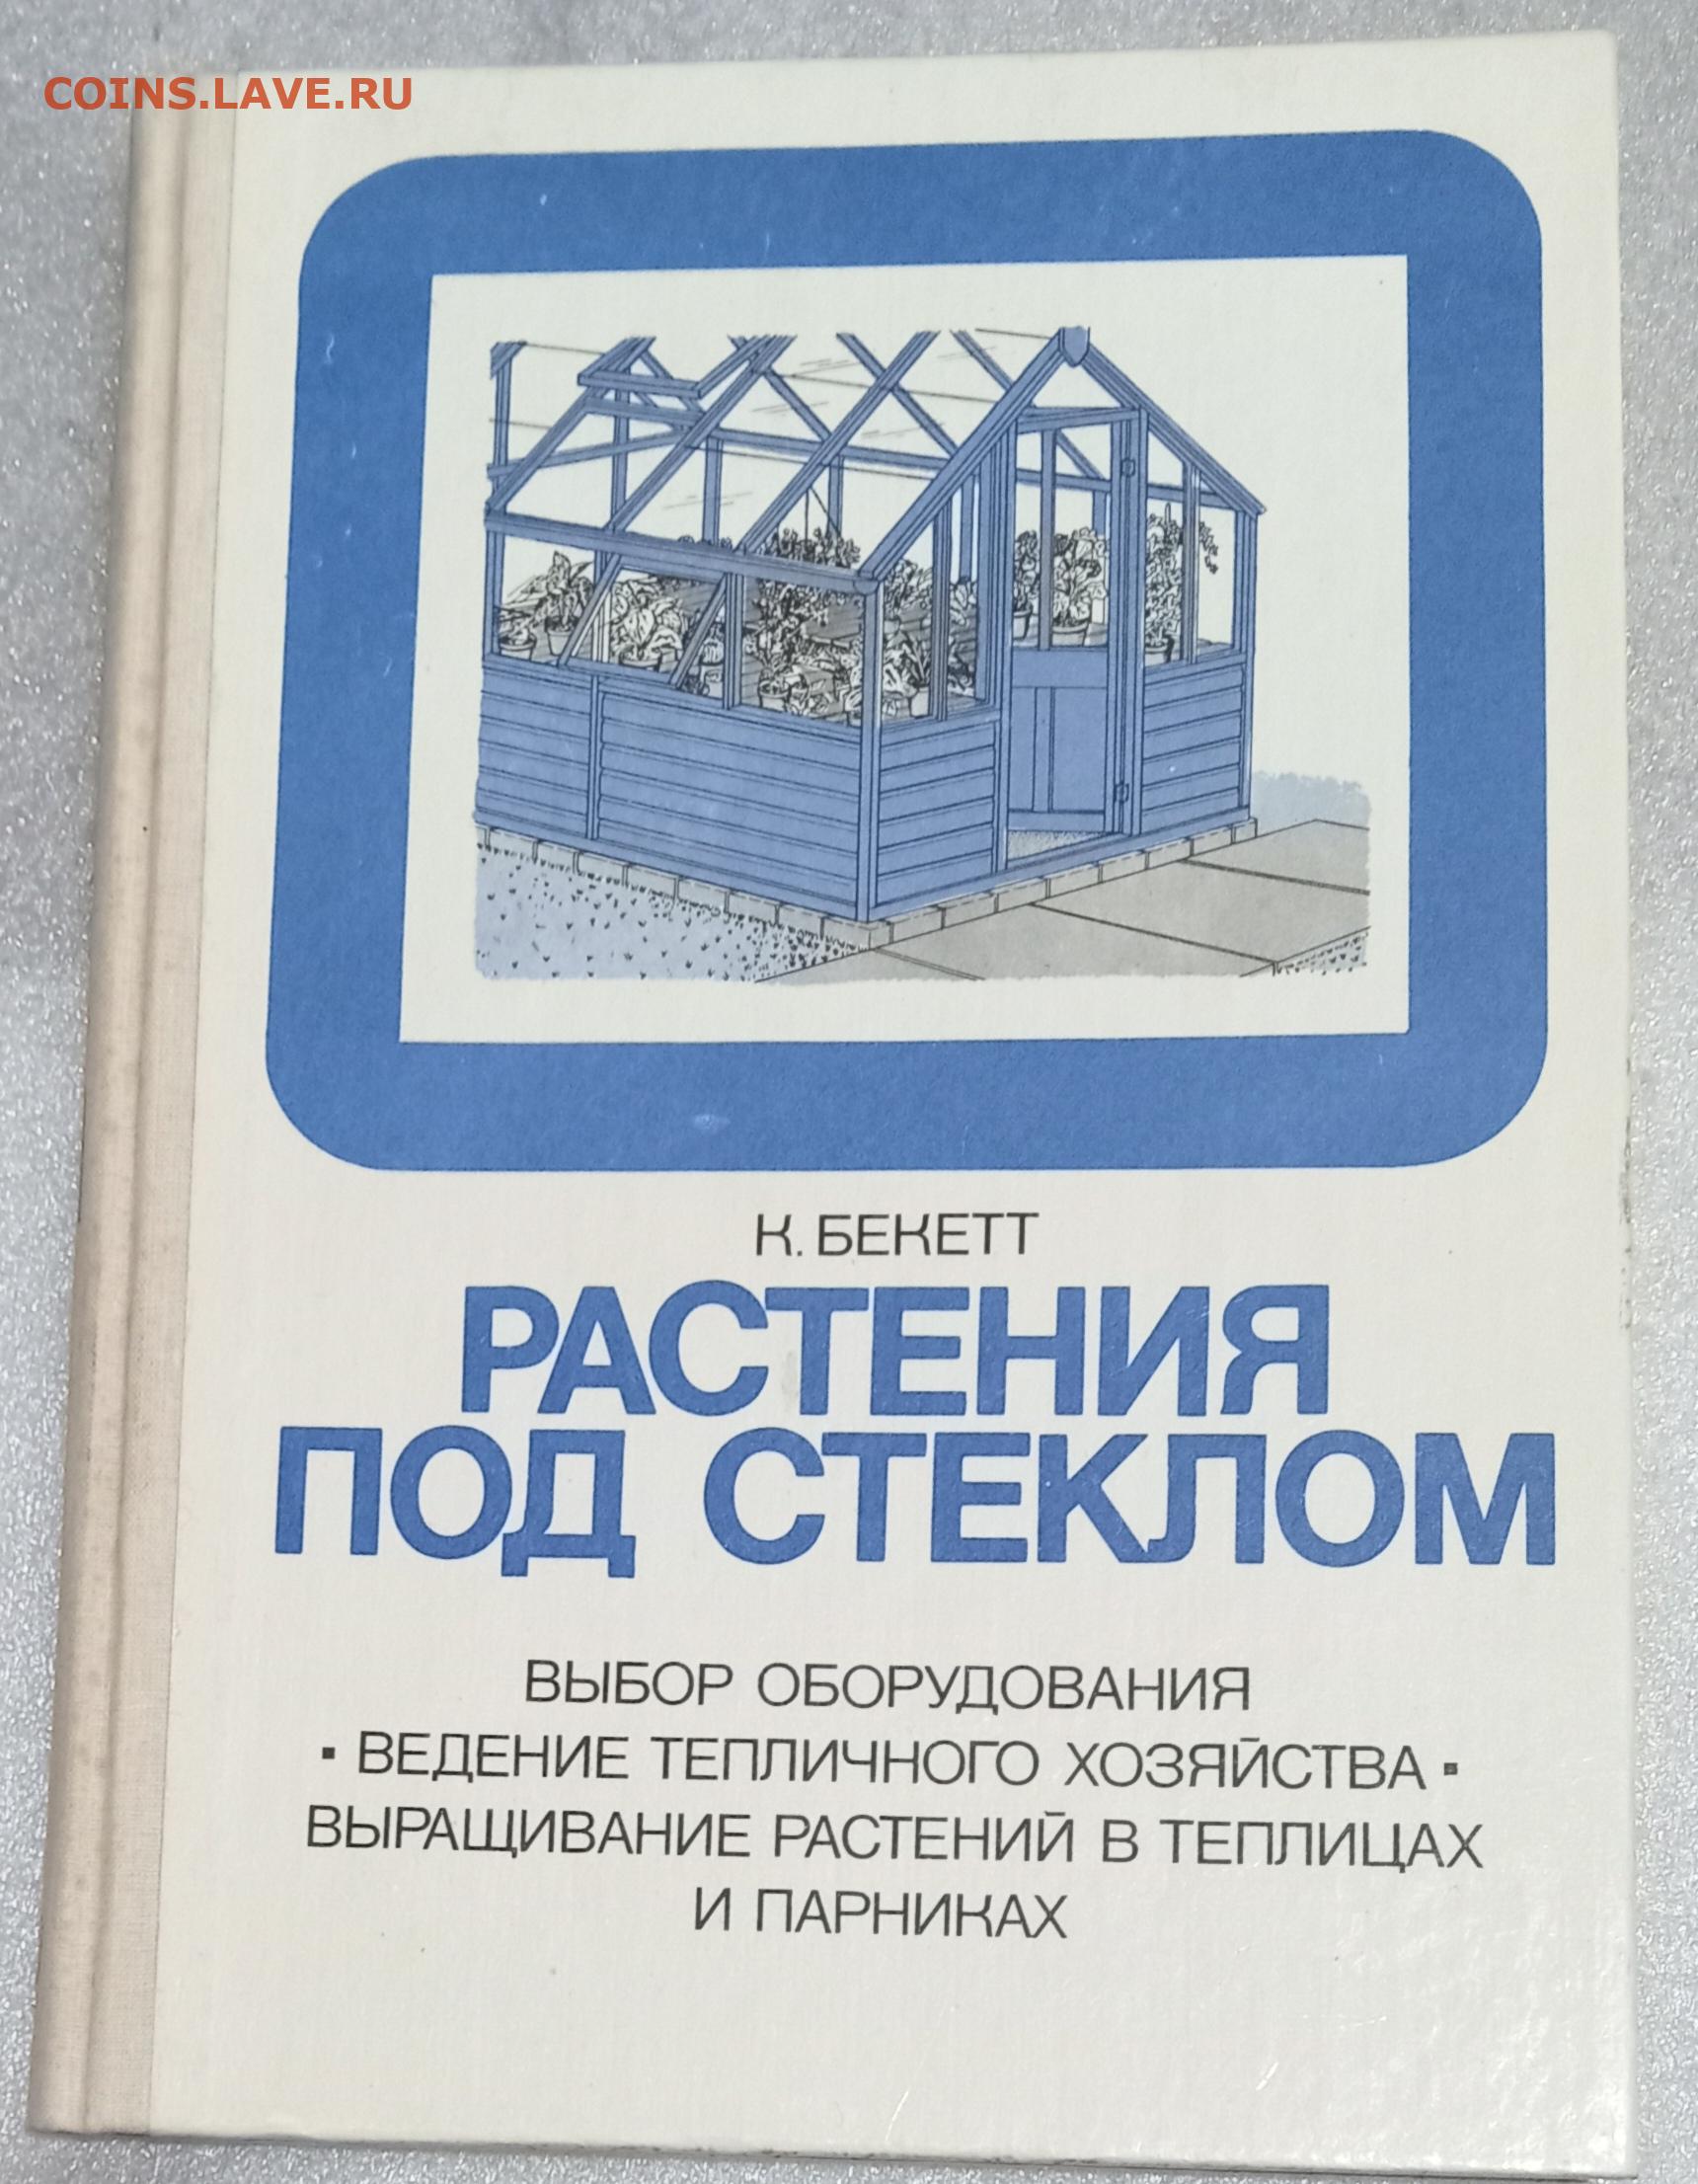 COINS.LAVE.RU
К. БЕКЕТТ
РАСТЕНИЯ
ПОД СТЕКЛОМ
ВЫБОР ОБОРУДОВАНИЯ
▪ ВЕДЕНИЕ ТЕПЛИЧНОГО ХОЗЯЙСТВА ▪
ВЫРАЩИВАНИЕ РАСТЕНИЙ В ТЕПЛИЦАХ
И ПАРНИКАХ